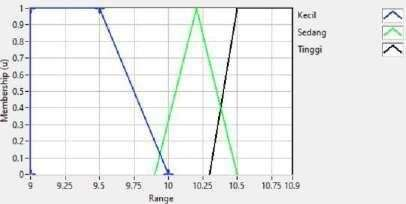 1-
0.9-
0.8-
0.7-
0.6-
0.5-
0.4-
0.3-
0.2-
0.1-
0-
Membership (u)
9 9.25 9.5 9.75 10 10.25 10.5 10.75 10.9
Range
Kecil
Sedang
Tinggi